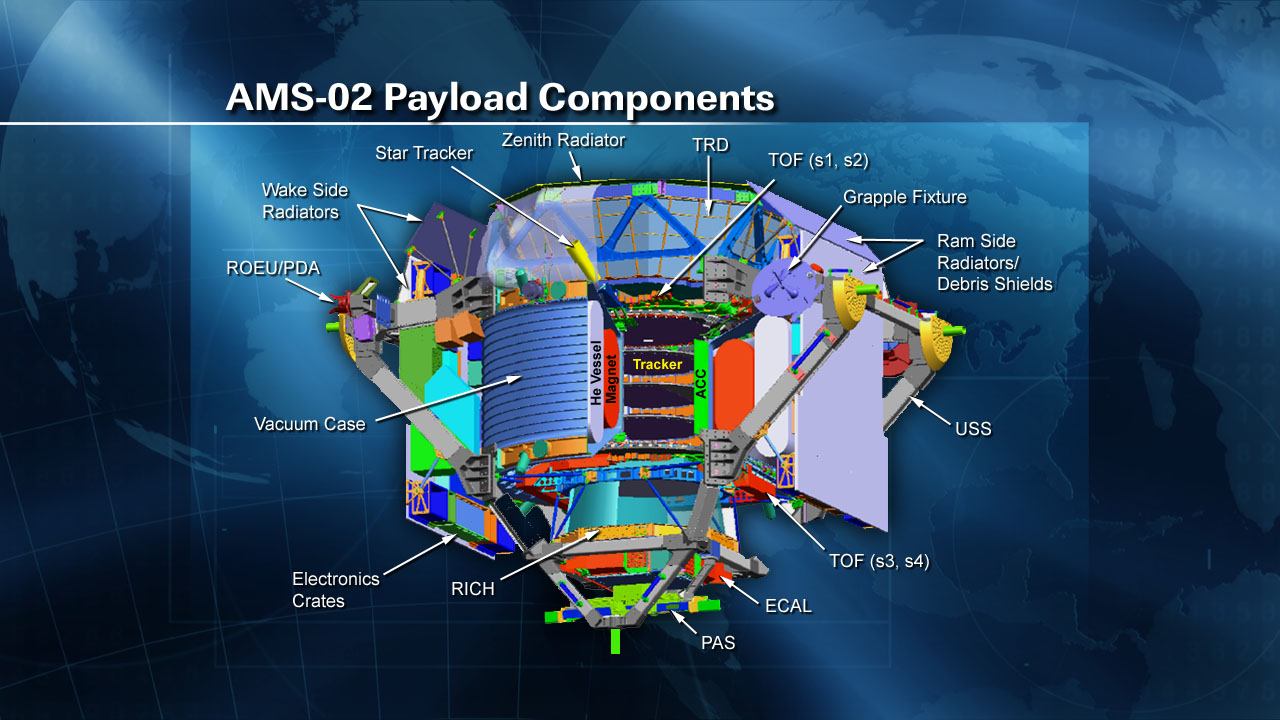 AMS-02 Payload Components
Zenith Radiator
TRD
Star Tracker
TOF (s1, s2)
Wake Side
Radiators
Grapple Fixture
Ram Side
Radiators/
Debris Shields
ROEU/PDA
He Vessel
Magnet
Tracker
ACC
Vacuum Case
USS
TOF (s3, s4)
Electronics
Crates
RICH
ECAL
PAS